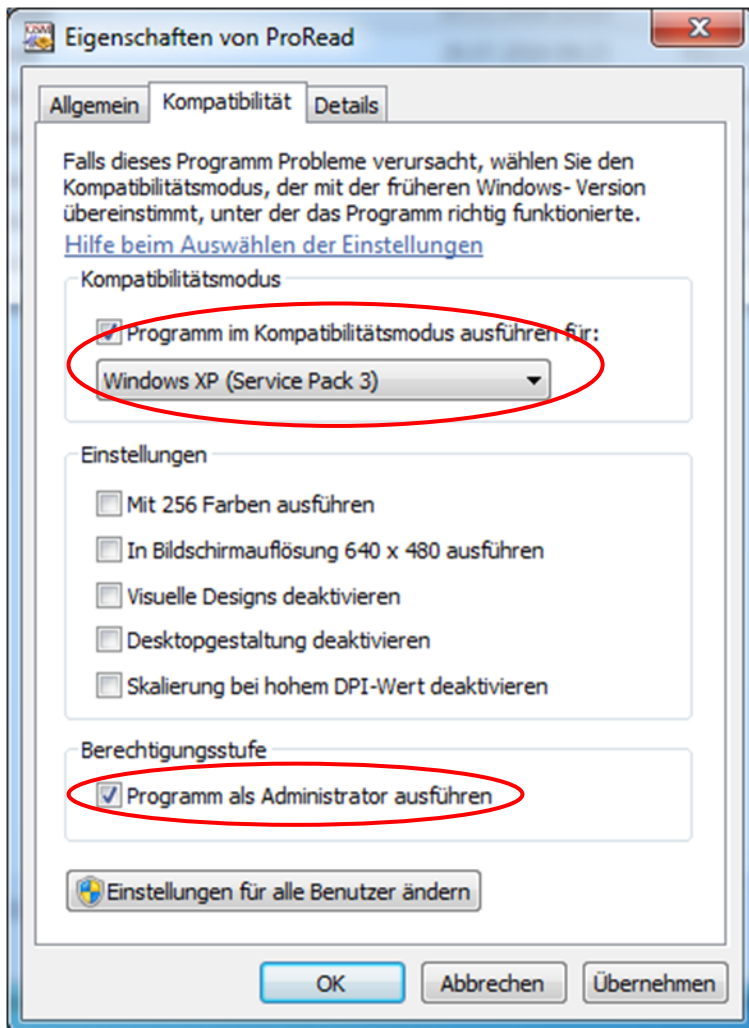 Eigenschaften von ProRead
Allgemein Kompatibilität Details
Falls dieses Programm Probleme verursacht, wählen Sie den
Kompatibilitätsmodus, der mit der früheren Windows- Version
übereinstimmt, unter der das Programm richtig funktionierte.
Hilfe beim Auswählen der Einstellungen
Kompatibilitätsmodus
Programm im Kompatibilitätsmodus ausführen für:
Windows XP (Service Pack 3)
Einstellungen
Mit 256 Farben ausführen
In Bildschirmauflösung 640 x 480 ausführen
Visuelle Designs deaktivieren
Desktopgestaltung deaktivieren
Skalierung bei hohem DPI-Wert deaktivieren
Berechtigungsstufe
Programm als Administrator ausführen
Einstellungen für alle Benutzer ändern
OK Abbrechen Übernehmen